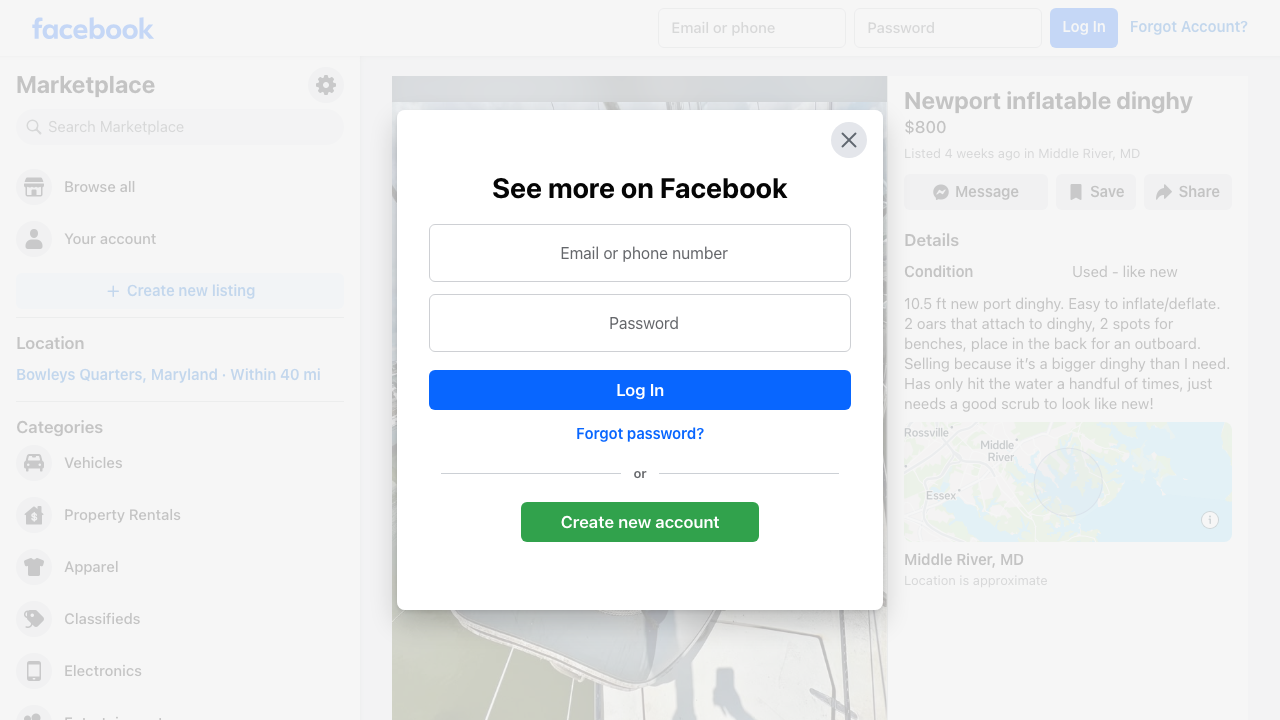 facebook
Email or phone
Password
Log In
Forgot Account?
Marketplace
Search Marketplace
Browse all
Your account
Create new listing
Location
Bowleys Quarters, Maryland · Within 40 mi
Categories
Vehicles
Property Rentals
Apparel
Classifieds
Electronics
See more on Facebook
Email or phone number
Password
Log In
Forgot password?
or
Create new account
Newport inflatable dinghy
$800
Listed 4 weeks ago in Middle River, MD
Message
Save
Share
Details
Condition
Used - like new
10.5 ft new port dinghy. Easy to inflate/deflate.
2 oars that attach to dinghy, 2 spots for
benches, place in the back for an outboard.
Selling because it’s a bigger dinghy than I need.
Has only hit the water a handful of times, just
needs a good scrub to look like new!
Rossville
Middle
River
Essex
Middle River, MD
Location is approximate